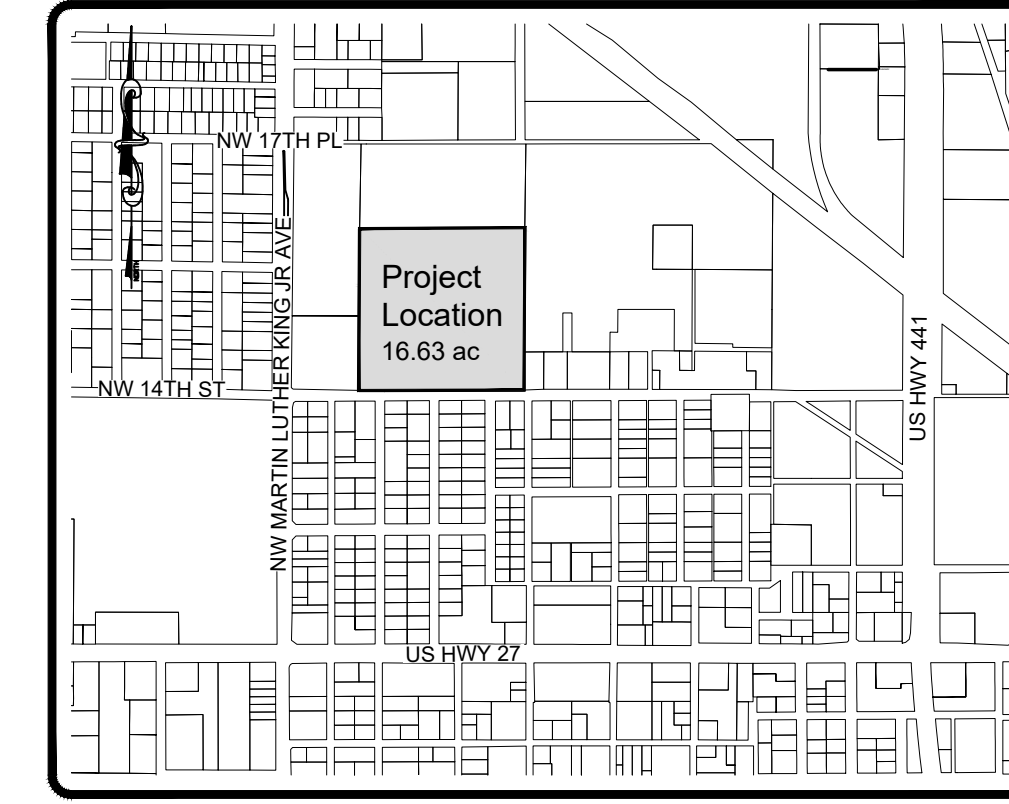 NW 17TH PL
NW MARTIN LUTHER KING JR AVE
Project
Location
16.63 ac
NORTH
NW 14TH ST
US HWY 441
US HWY 27